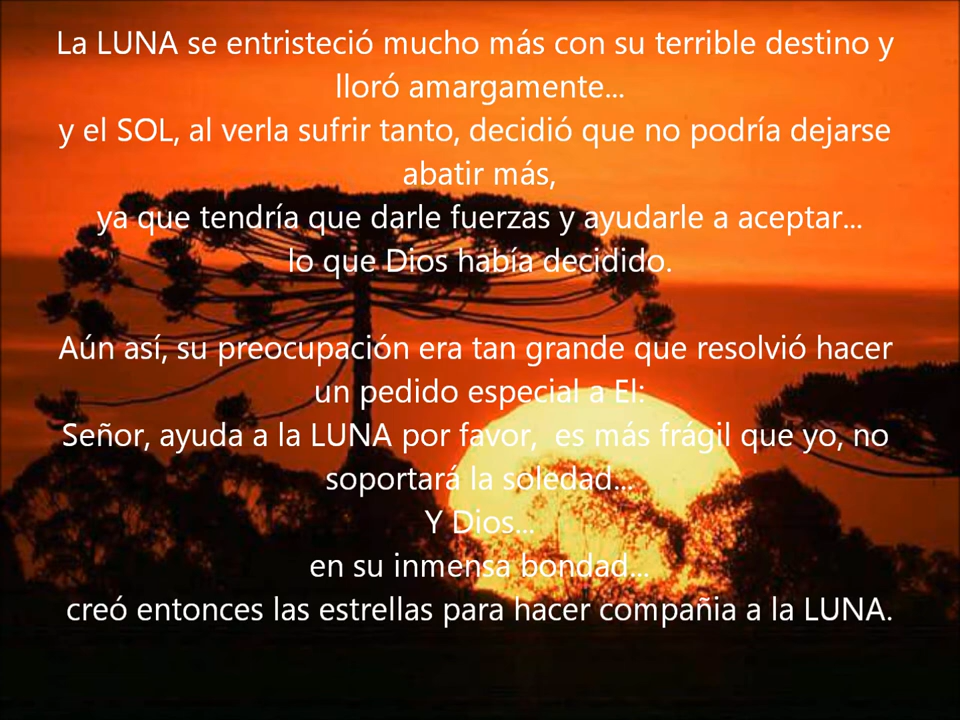 La LUNA se entristeció mucho más con su terrible destino y
lloró amargamente...
y el SOL, al verla sufrir tanto, decidió que no podría dejarse
abatir más,
ya que tendría que darle fuerzas y ayudarle a aceptar...
lo que Dios había decidido.
Aún así, su preocupación era tan grande que resolvió hacer
un pedido especial a El:
Señor, ayuda a la LUNA por favor,  es más frágil que yo, no
soportará la soledad...
Y Dios...
en su inmensa bondad...
creó entonces las estrellas para hacer compañia a la LUNA.